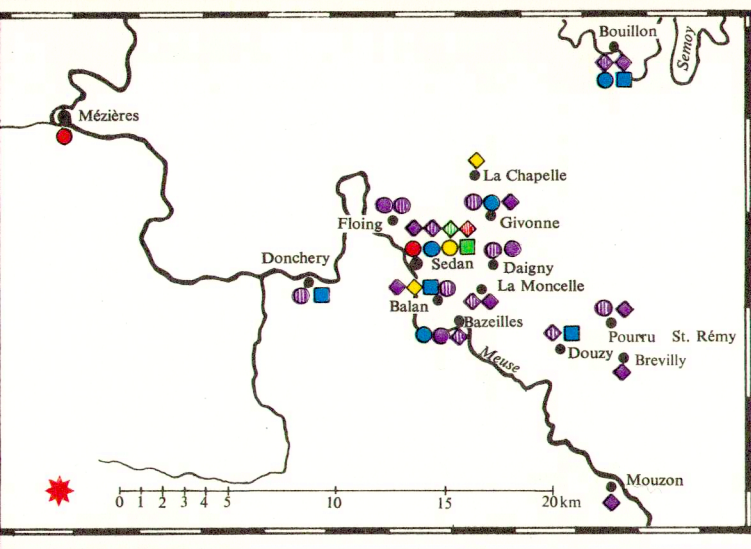 Bouillon
Semoy
Mézières
La Chapelle
Givonne
Floing
Sedan
Daigny
Donchery
La Moncelle
Balan
Bazeilles
Pourru St. Rémy
Douzy
Brevilly
Meuse
Mouzon
0 1 2 3 4 5 10 15 20 km